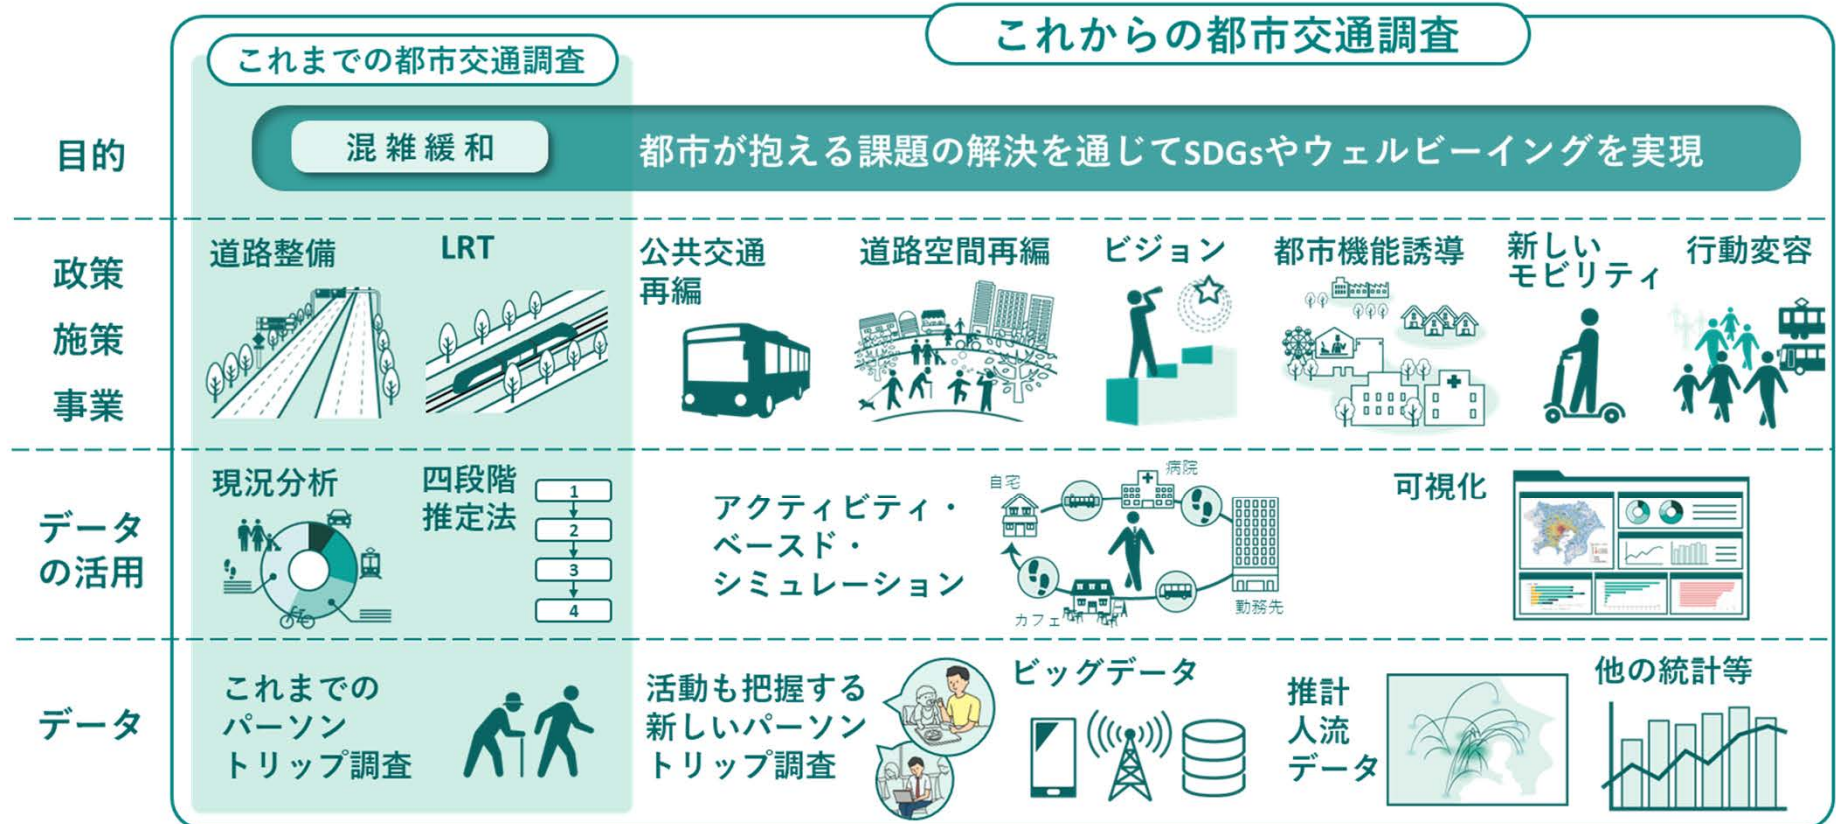 これからの都市交通調査
これまでの都市交通調査
目的
混雑緩和
都市が抱える課題の解決を通じてSDGsやウェルビーイングを実現
政策
施策
事業
道路整備
LRT
公共交通
再編
道路空間再編
ビジョン
都市機能誘導
新しい
モビリティ
行動変容
データ
の活用
現況分析
四段階
推定法
1
2
3
4
アクティビティ・
ベースド・
シミュレーション
自宅
病院
カフェ
勤務先
可視化
データ
これまでの
パーソン
トリップ調査
活動も把握する
新しいパーソン
トリップ調査
ビッグデータ
推計
人流
データ
他の統計等